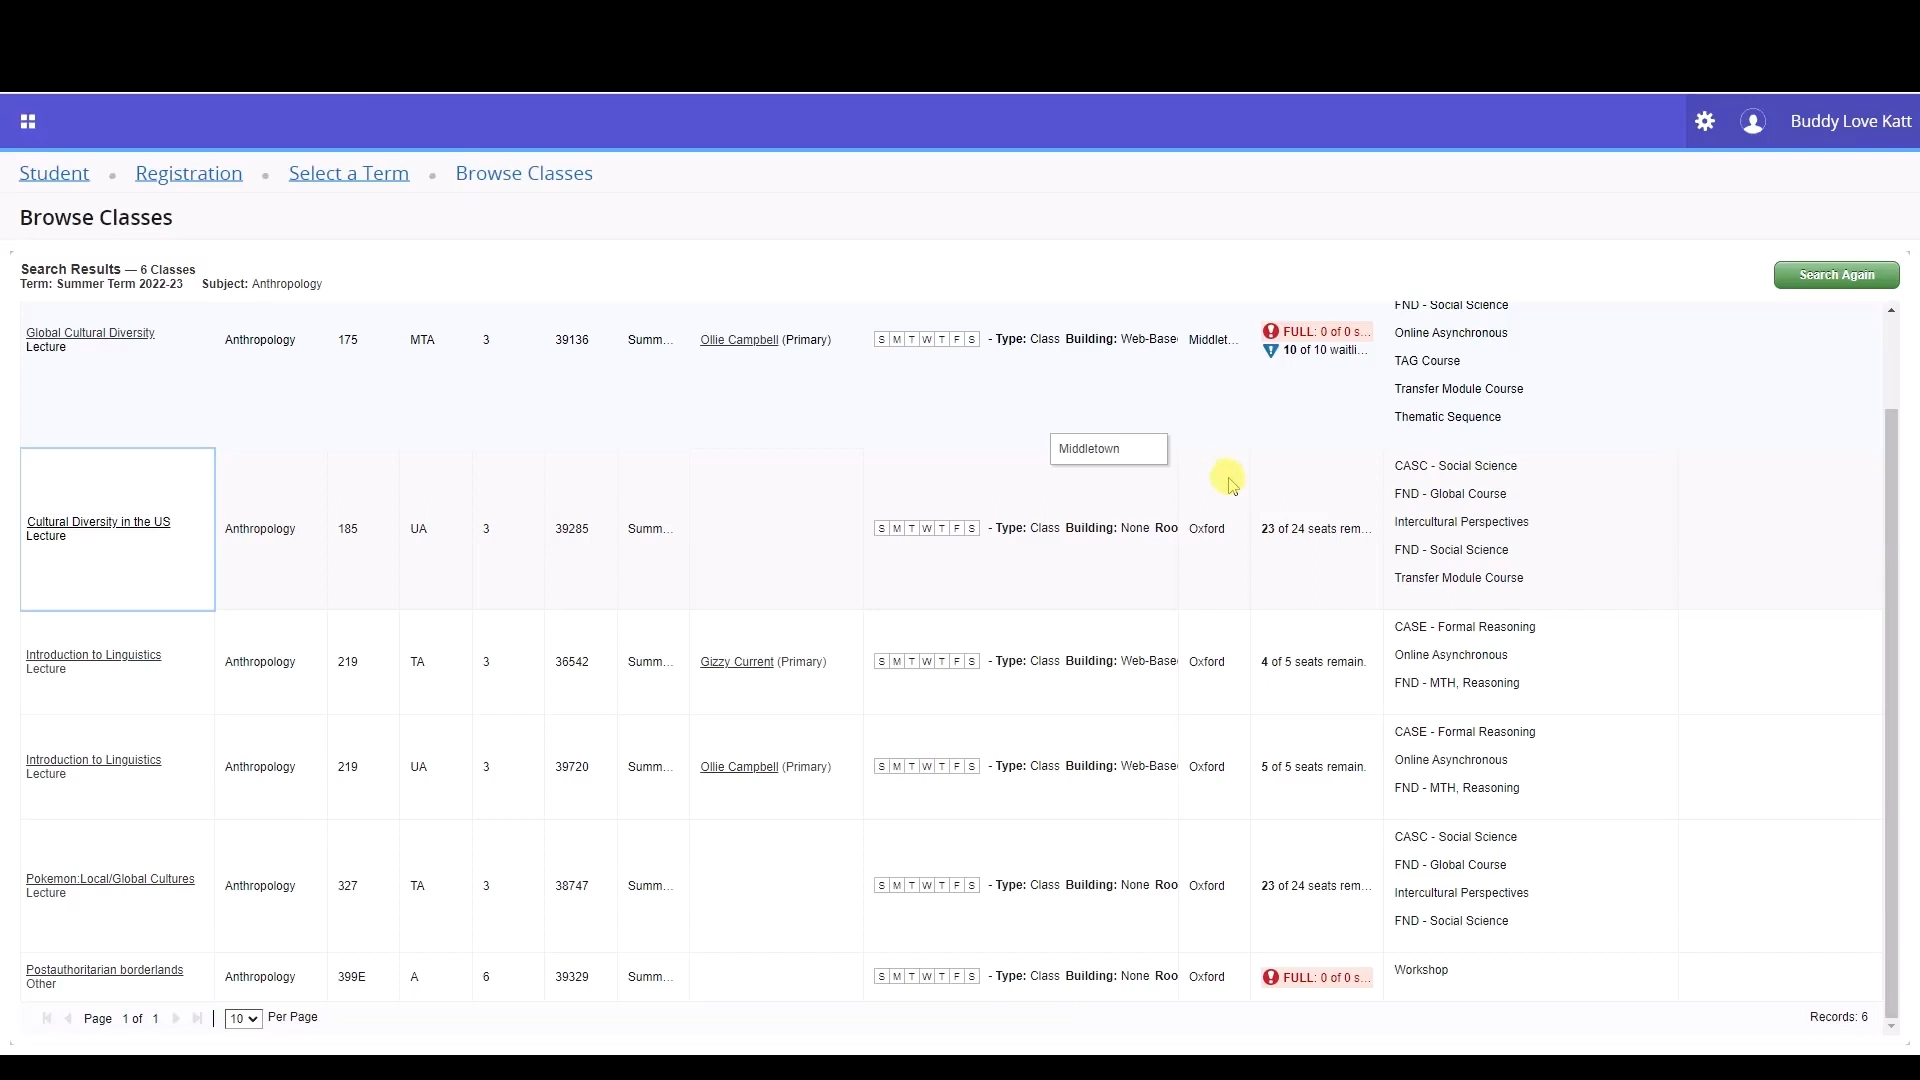 Buddy Love Katt
Student • Registration • Select a Term • Browse Classes
Browse Classes
Search Results — 6 Classes
Term: Summer Term 2022-23 Subject: Anthropology
Search Again
FND - Social Science
Global Cultural Diversity
Lecture
Anthropology 175 MTA 3 39136 Summ... Ollie Campbell (Primary) S M T W T F S - Type: Class Building: Web-Base Middlet...
FULL: 0 of 0 s...
10 of 10 waitli...
Online Asynchronous
TAG Course
Transfer Module Course
Thematic Sequence
Middletown
Cultural Diversity in the US
Lecture
Anthropology 185 UA 3 39285 Summ... S M T W T F S - Type: Class Building: None Roo Oxford 23 of 24 seats rem...
CASC - Social Science
FND - Global Course
Intercultural Perspectives
FND - Social Science
Transfer Module Course
Introduction to Linguistics
Lecture
Anthropology 219 TA 3 36542 Summ... Gizzy Current (Primary) S M T W T F S - Type: Class Building: Web-Base Oxford 4 of 5 seats remain.
CASE - Formal Reasoning
Online Asynchronous
FND - MTH, Reasoning
Introduction to Linguistics
Lecture
Anthropology 219 UA 3 39720 Summ... Ollie Campbell (Primary) S M T W T F S - Type: Class Building: Web-Base Oxford 5 of 5 seats remain.
CASE - Formal Reasoning
Online Asynchronous
FND - MTH, Reasoning
Pokemon:Local/Global Cultures
Lecture
Anthropology 327 TA 3 38747 Summ... S M T W T F S - Type: Class Building: None Roo Oxford 23 of 24 seats rem...
CASC - Social Science
FND - Global Course
Intercultural Perspectives
FND - Social Science
Postauthoritarian borderlands
Other
Anthropology 399E A 6 39329 Summ... S M T W T F S - Type: Class Building: None Roo Oxford FULL: 0 of 0 s...
Workshop
Page 1 of 1 | 10 Per Page
Records: 6